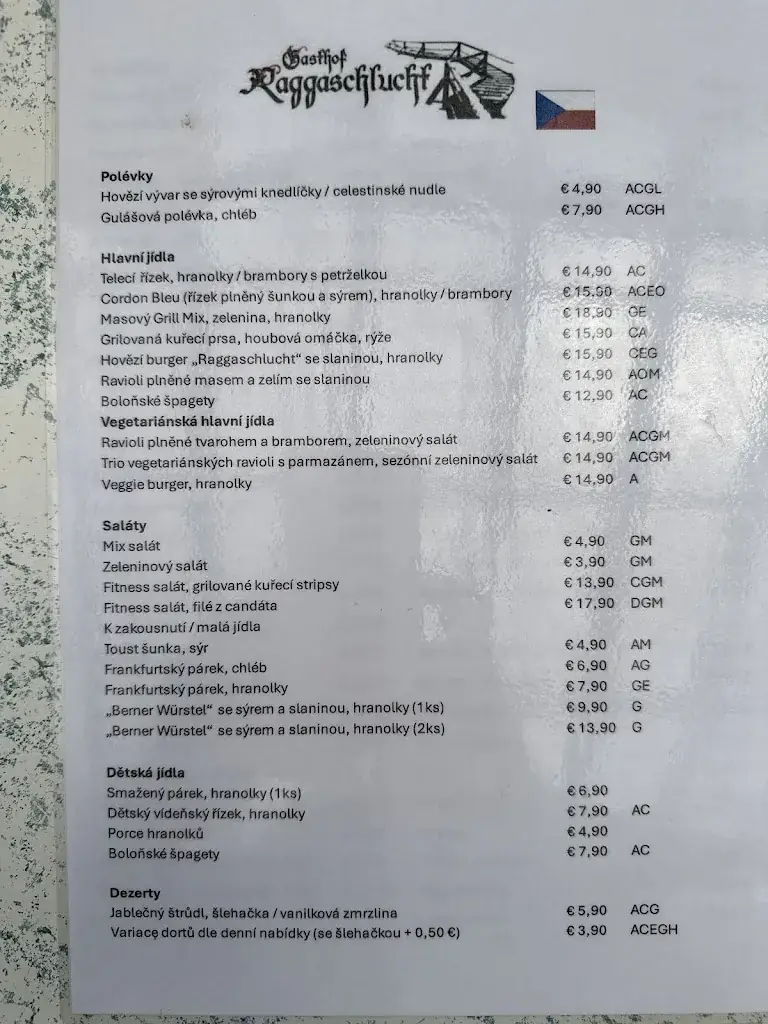 Gasthof
Raggaschlucht
Polévky
Hovězí vývar se sýrovými knedlíčky / celestinské nudle € 4,90 ACGL
Gulášová polévka, chléb € 7,90 ACGH
Hlavní jídla
Telecí řízek, hranolky / brambory s petrželkou € 14,90 AC
Cordon Bleu (řízek plněný šunkou a sýrem), hranolky / brambory € 15,90 ACEO
Masový Grill Mix, zelenina, hranolky € 18,90 GE
Grilovaná kuřecí prsa, houbová omáčka, rýže € 15,90 CA
Hovězí burger „Raggaschlucht“ se slaninou, hranolky € 15,90 CEG
Ravioli plněné masem a zelím se slaninou € 14,90 AOM
Boloňské špagety € 12,90 AC
Vegetariánská hlavní jídla
Ravioli plněné tvarohem a bramborem, zeleninový salát € 14,90 ACGM
Trio vegetariánských ravioli s parmazánem, sezónní zeleninový salát € 14,90 ACGM
Veggie burger, hranolky € 14,90 A
Saláty
Mix salát € 4,90 GM
Zeleninový salát € 3,90 GM
Fitness salát, grilované kuřecí stripsy € 13,90 CGM
Fitness salát, filé z candáta € 17,90 DGM
K zakousnutí / malá jídla
Toust šunka, sýr € 4,90 AM
Frankfurtský párek, chléb € 6,90 AG
Frankfurtský párek, hranolky € 7,90 GE
„Berner Würstel“ se sýrem a slaninou, hranolky (1ks) € 9,90 G
„Berner Würstel“ se sýrem a slaninou, hranolky (2ks) € 13,90 G
Dětská jídla
Smažený párek, hranolky (1ks) € 6,90
Dětský vídeňský řízek, hranolky € 7,90 AC
Porce hranolků € 4,90
Boloňské špagety € 7,90 AC
Dezerty
Jablečný štrúdl, šlehačka / vanilková zmrzlina € 5,90 ACG
Variace dortů dle denní nabídky (se šlehačkou + 0,50 €) € 3,90 ACEGH